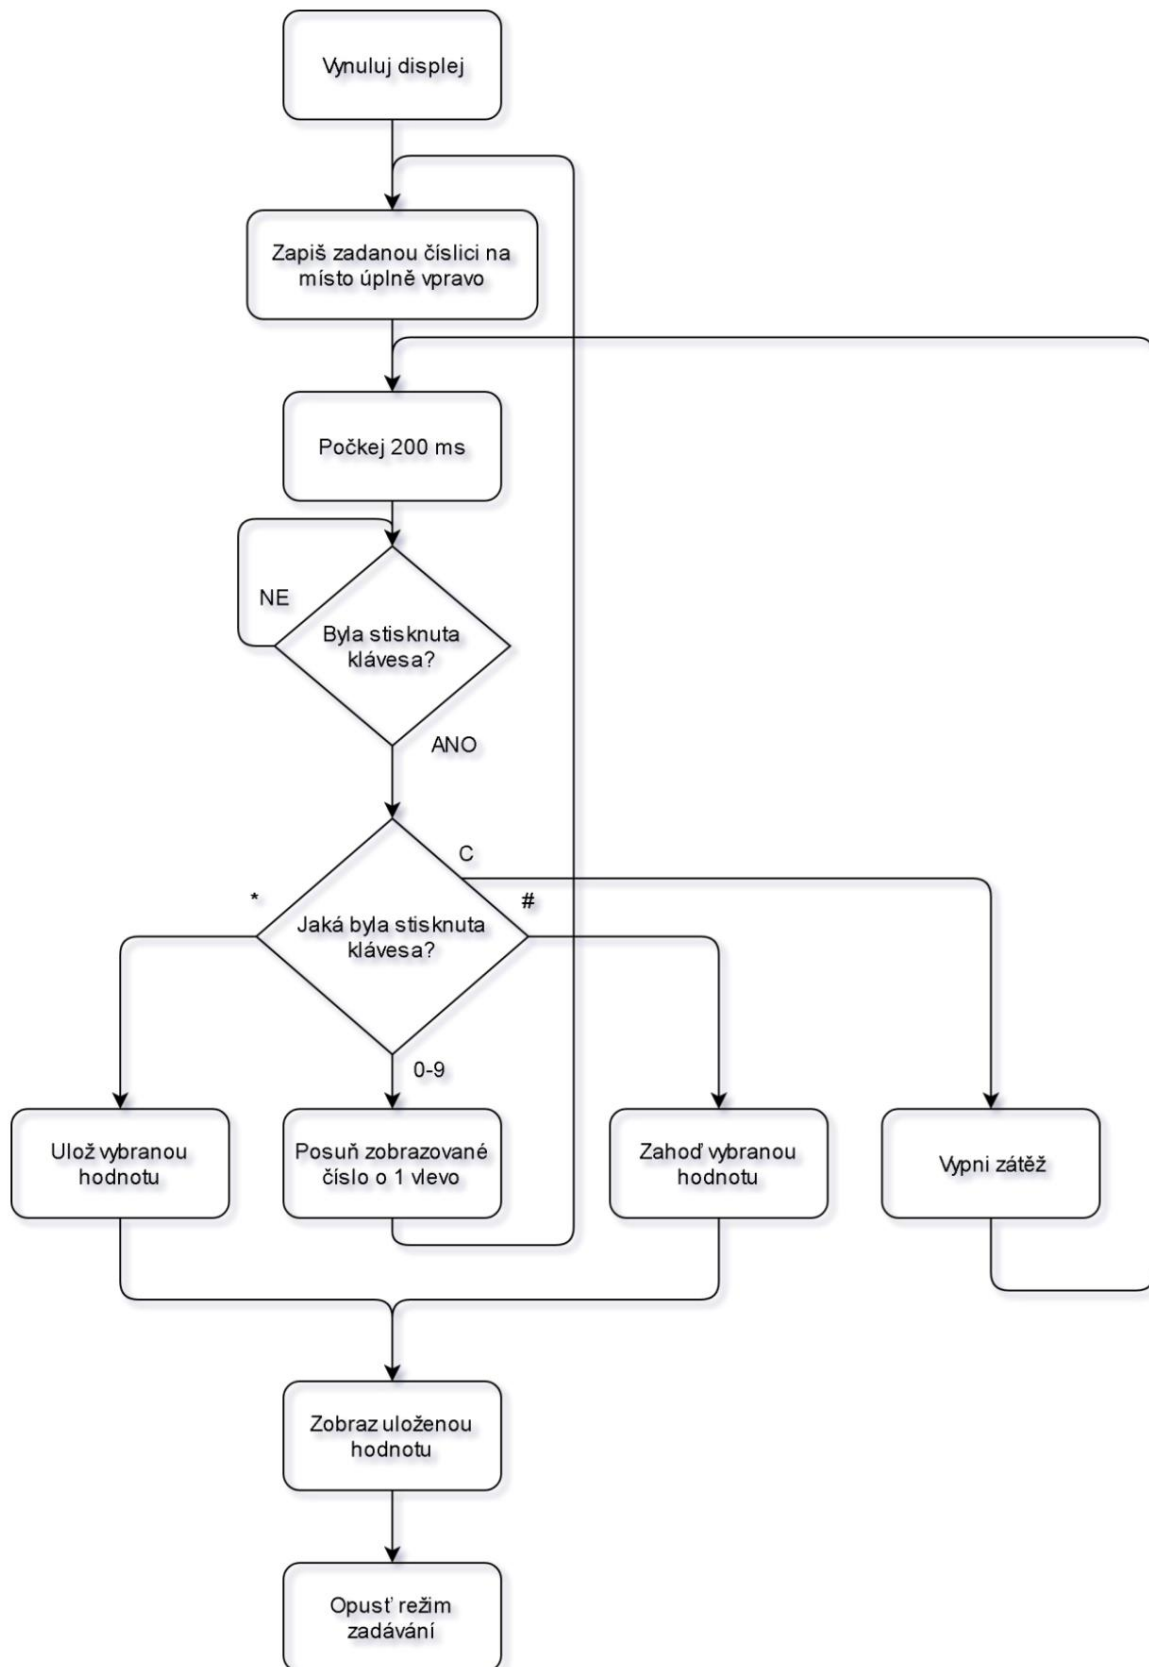 Vynuluj displej
Zapiš zadanou číslici na
místo úplně vpravo
Počkej 200 ms
NE
Byla stisknuta
klávesa?
ANO
C
*
#
Jaká byla stisknuta
klávesa?
0-9
Ulož vybranou
hodnotu
Posuň zobrazované
číslo o 1 vlevo
Zahoď vybranou
hodnotu
Vypni zátěž
Zobraz uloženou
hodnotu
Opusť režim
zadávání